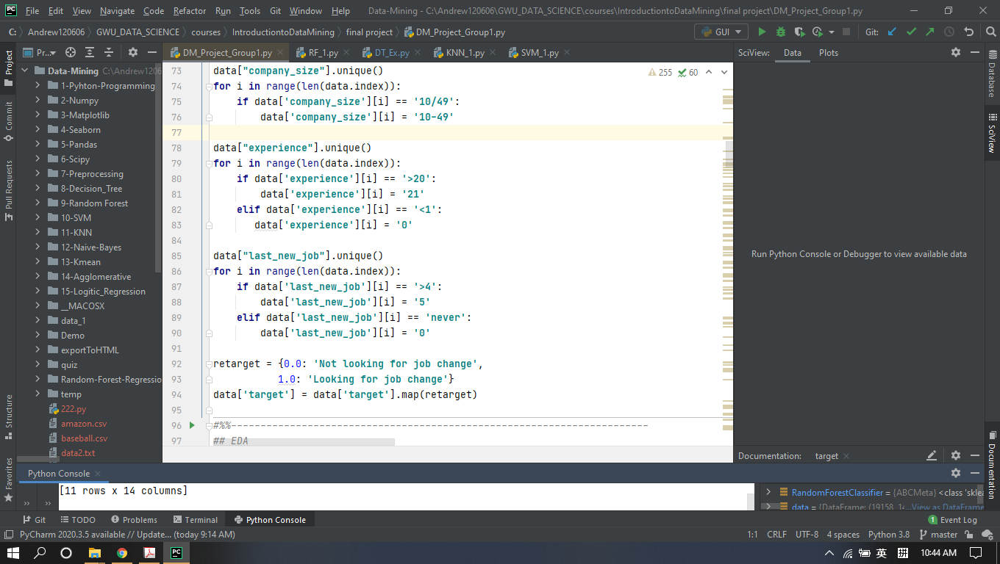 PC File Edit View Navigate Code Refactor Run Tools Git Window Help Data-Mining - C:\Andrew120606\GWU_DATA_SCIENCE\courses\IntroductiontoDataMining\final project\DM_Project_Group1.py
C: Andrew120606 GWU_DATA_SCIENCE courses IntroductiontoDataMining final project DM_Project_Group1.py GUI Git:
Project Pr... DM_Project_Group1.py RF_1.py DT_Ex.py KNN_1.py SVM_1.py SciView: Data Plots
Data-Mining C:\Andrew12060
1-Pyhton-Programming
2-Numpy
3-Matplotlib
4-Seaborn
5-Pandas
6-Scipy
7-Preprocessing
8-Decision_Tree
9-Random Forest
10-SVM
11-KNN
12-Naive-Bayes
13-Kmean
14-Agglomerative
15-Logitic_Regression
__MACOSX
data_1
Demo
exportToHTML
quiz
Random-Forest-Regressio
temp
222.py
amazon.csv
baseball.csv
data2.txt
Commit
Pull Requests
Structure
Favorites
255 60
73 data["company_size"].unique()
74 for i in range(len(data.index)):
75 if data['company_size'][i] == '10/49':
76 data['company_size'][i] = '10-49'
77
78 data["experience"].unique()
79 for i in range(len(data.index)):
80 if data['experience'][i] == '>20':
81 data['experience'][i] = '21'
82 elif data['experience'][i] == '<1':
83 data['experience'][i] = '0'
84
85 data["last_new_job"].unique()
86 for i in range(len(data.index)):
87 if data['last_new_job'][i] == '>4':
88 data['last_new_job'][i] = '5'
89 elif data['last_new_job'][i] == 'never':
90 data['last_new_job'][i] = '0'
91
92 retarget = {0.0: 'Not looking for job change',
93 1.0: 'Looking for job change'}
94 data['target'] = data['target'].map(retarget)
95
96 #%%-----------------------------------------------------------------------
97 ## EDA
Run Python Console or Debugger to view available data
Database
SciView
Documentation
Documentation: target
Python Console
[11 rows x 14 columns]
RandomForestClassifier = {ABCMeta} <class 'sklea
data = {DataFrame: (19158, 14...View as DataFrame
Git TODO Problems Terminal Python Console 1 Event Log
PyCharm 2020.3.5 available // Update... (today 9:14 AM) 1:1 CRLF UTF-8 4 spaces Python 3.8 master
英 拼 10:44 AM